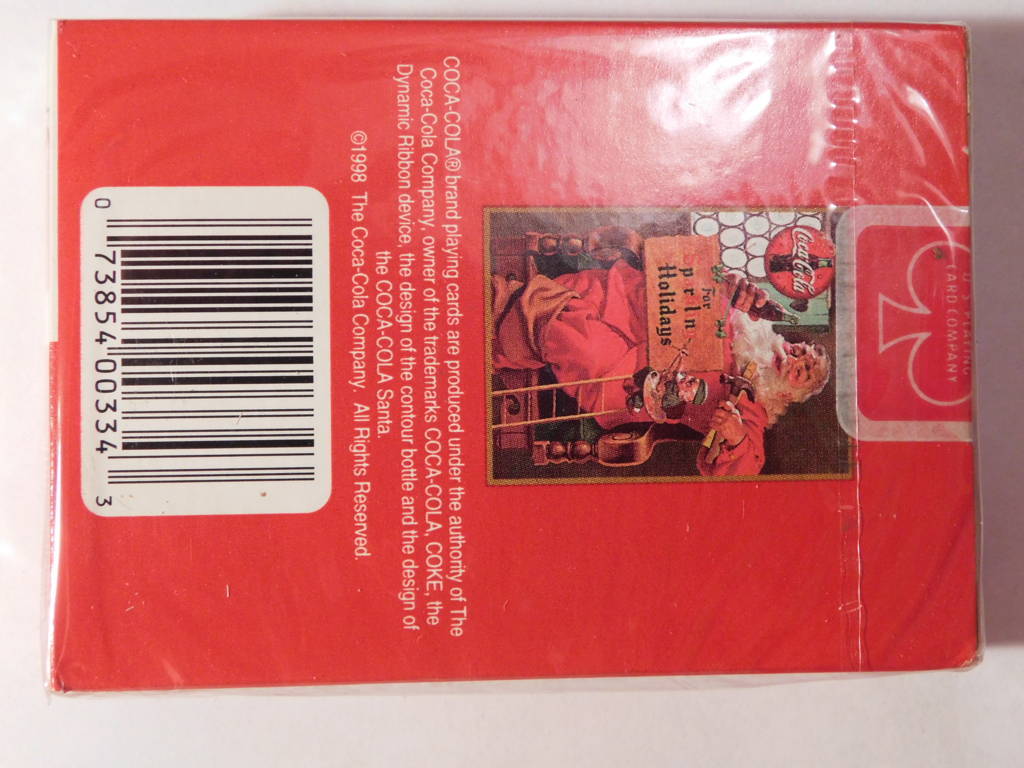 U S PLAYING
CARD COMPANY
Coca-Cola
For
Holidays
COCA-COLA® brand playing cards are produced under the authority of The
Coca-Cola Company, owner of the trademarks COCA-COLA, COKE, the
Dynamic Ribbon device, the design of the contour bottle and the design of
the COCA-COLA Santa.
©1998 The Coca-Cola Company. All Rights Reserved.
0 73854 00334 3